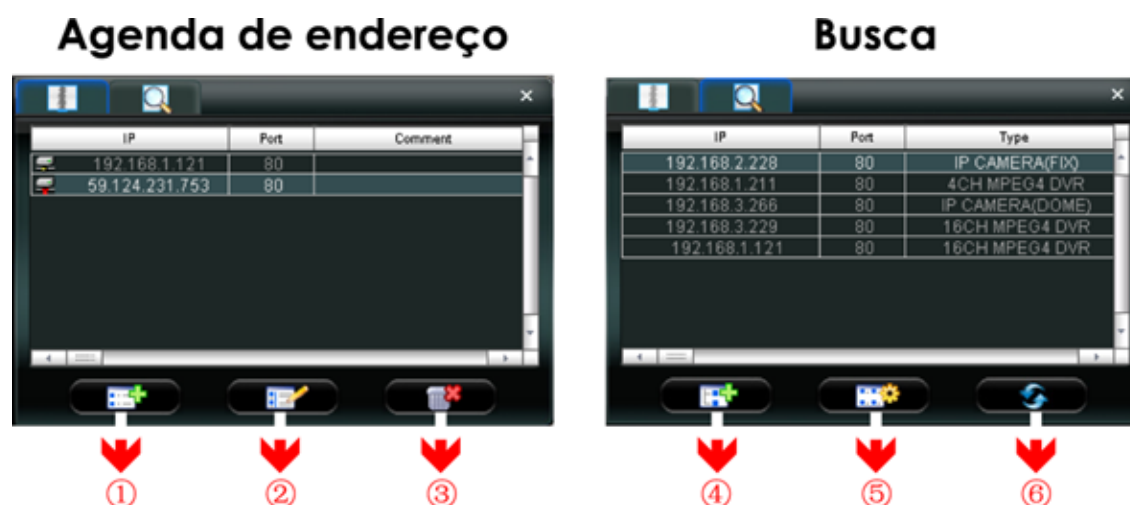 Agenda de endereço
Busca
IP Port Comment
192.168.1.121 80
59.124.231.753 80
IP Port Type
192.168.2.228 80 IP CAMERA(FIX)
192.168.1.211 80 4CH MPEG4 DVR
192.168.3.266 80 IP CAMERA(DOME)
192.168.3.229 80 16CH MPEG4 DVR
192.168.1.121 80 16CH MPEG4 DVR
① ② ③
④ ⑤ ⑥